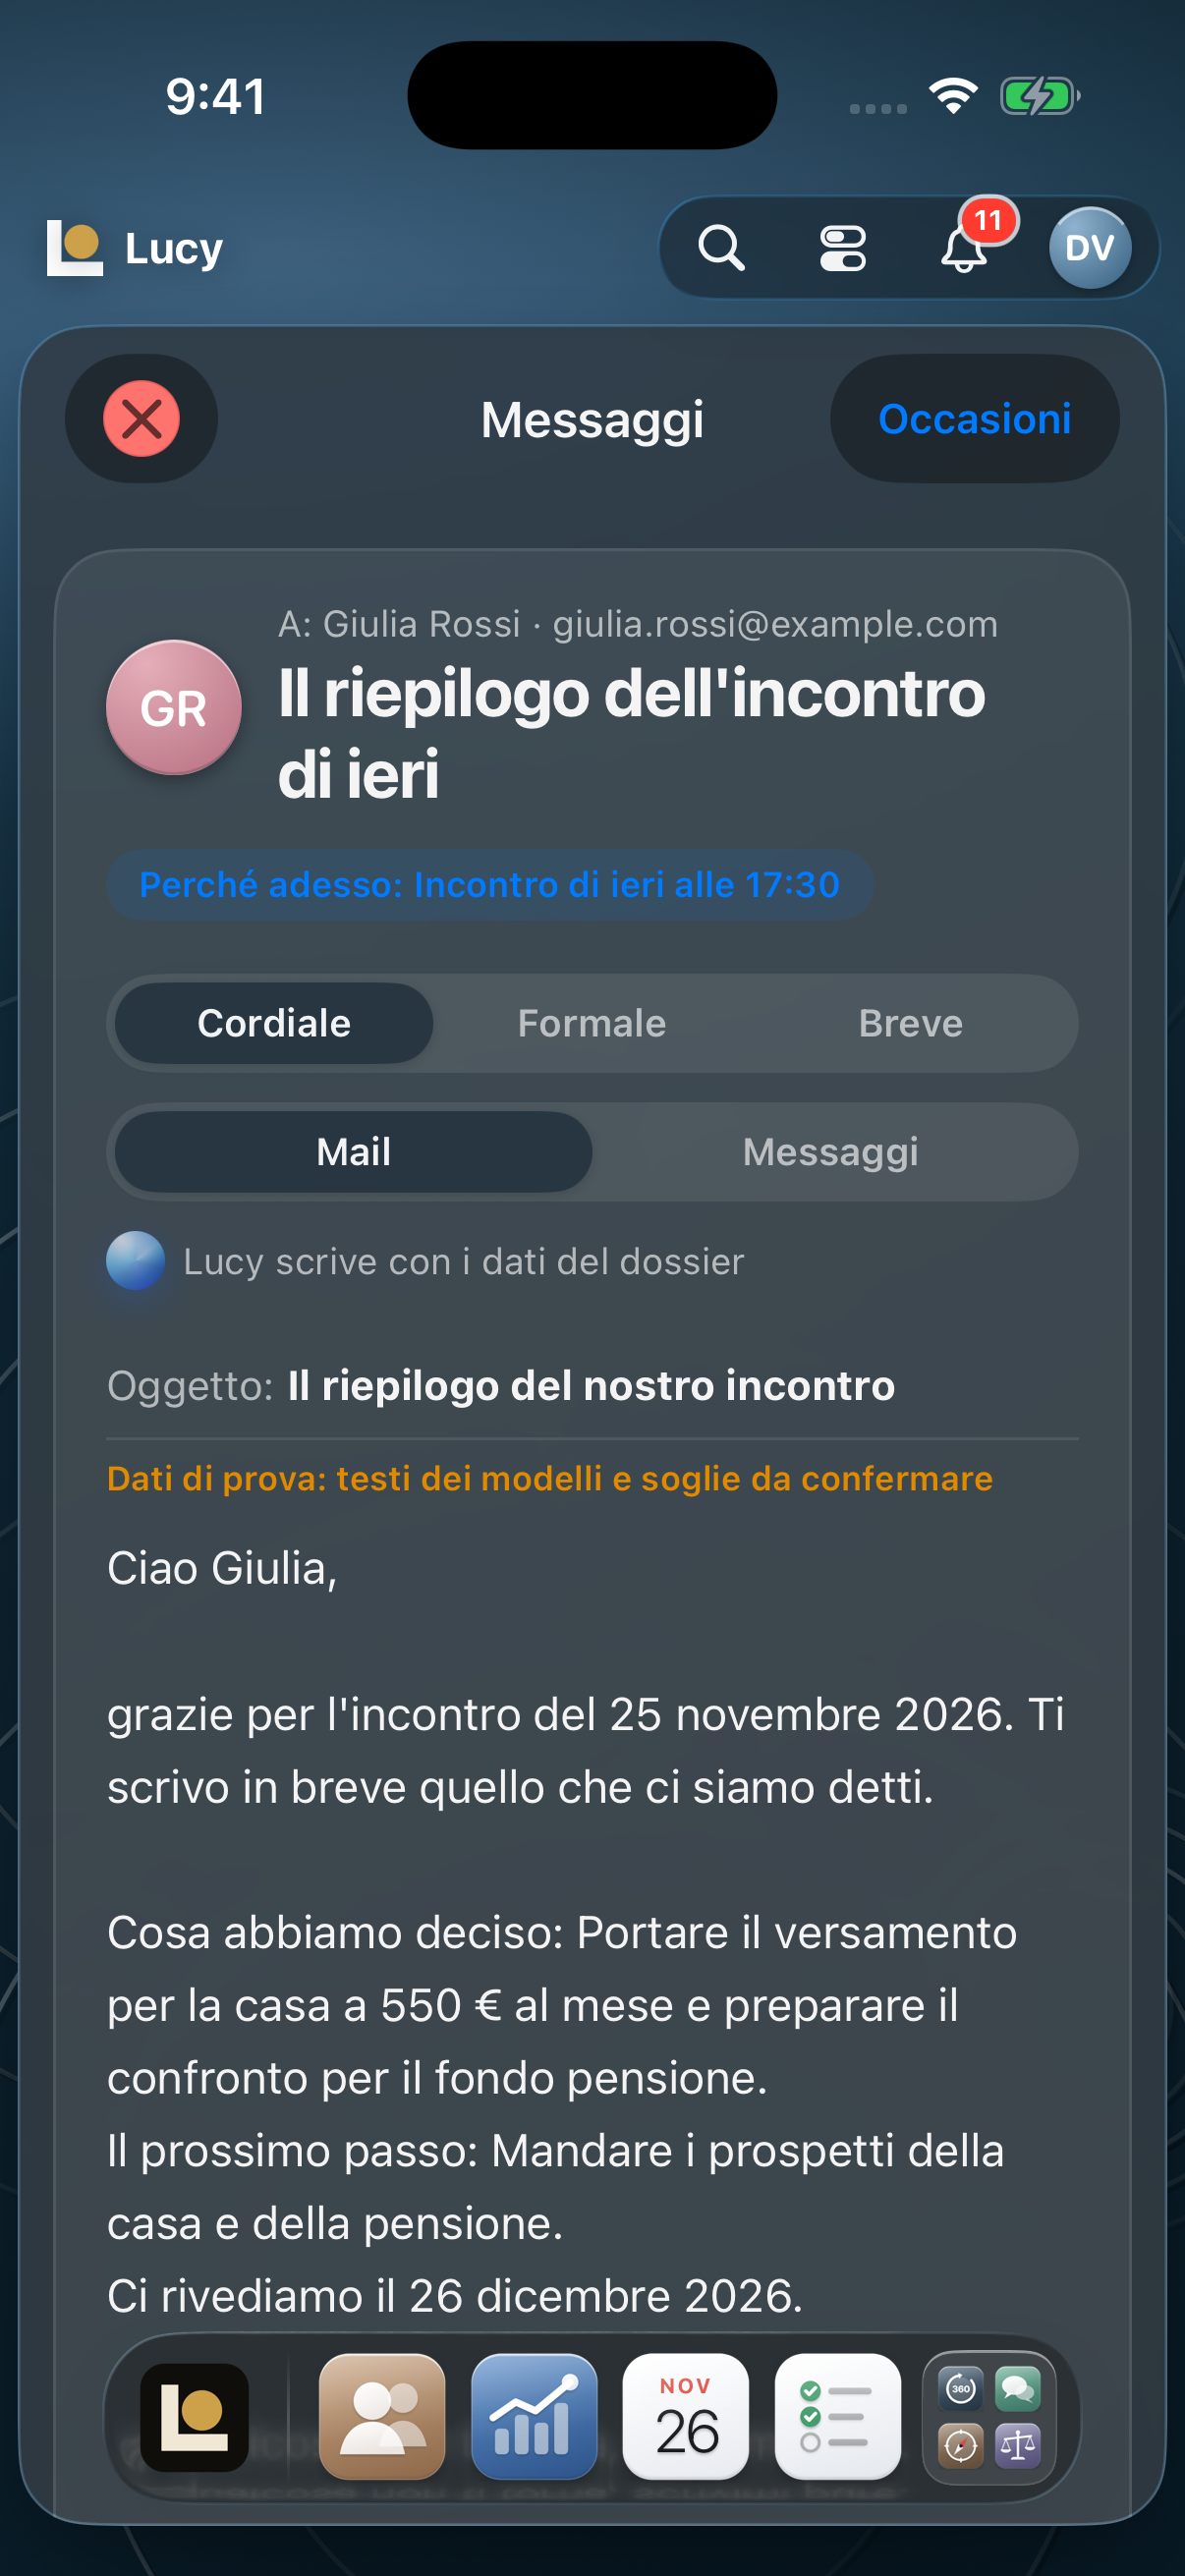 9:41
Lucy
11
DV
Messaggi
Occasioni
A: Giulia Rossi · giulia.rossi@example.com
GR
Il riepilogo dell'incontro
di ieri
Perché adesso: Incontro di ieri alle 17:30
Cordiale
Formale
Breve
Mail
Messaggi
Lucy scrive con i dati del dossier
Oggetto: Il riepilogo del nostro incontro
Dati di prova: testi dei modelli e soglie da confermare
Ciao Giulia,
grazie per l'incontro del 25 novembre 2026. Ti
scrivo in breve quello che ci siamo detti.
Cosa abbiamo deciso: Portare il versamento
per la casa a 550 € al mese e preparare il
confronto per il fondo pensione.
Il prossimo passo: Mandare i prospetti della
casa e della pensione.
Ci rivediamo il 26 dicembre 2026.
NOV
26
360